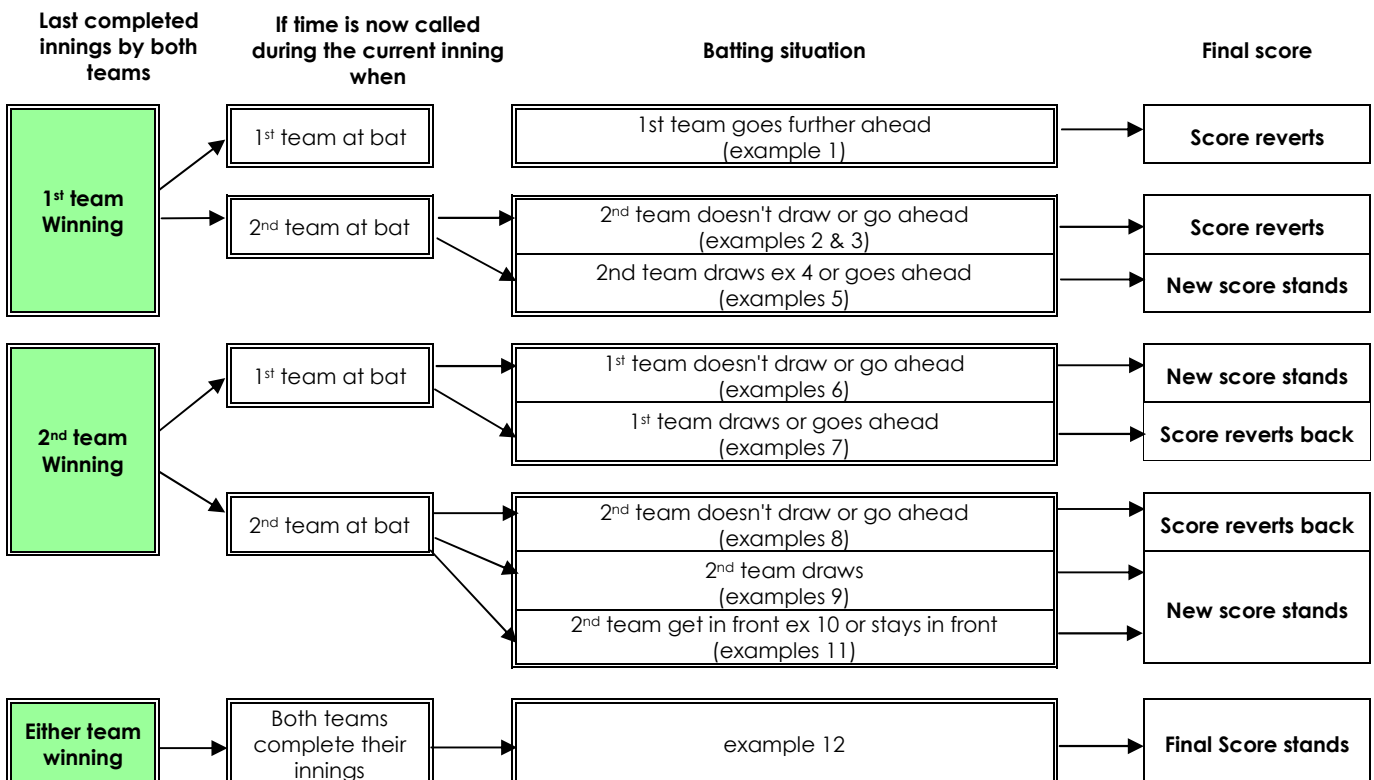 Last completed
innings by both
teams
If time is now called
during the current inning
when
Batting situation
Final score
1st team
Winning
1st team at bat
1st team goes further ahead
(example 1)
Score reverts
2nd team at bat
2nd team doesn't draw or go ahead
(examples 2 & 3)
Score reverts
2nd team draws ex 4 or goes ahead
(examples 5)
New score stands
2nd team
Winning
1st team at bat
1st team doesn't draw or go ahead
(examples 6)
New score stands
1st team draws or goes ahead
(examples 7)
Score reverts back
2nd team at bat
2nd team doesn't draw or go ahead
(examples 8)
Score reverts back
2nd team draws
(examples 9)
New score stands
2nd team get in front ex 10 or stays in front
(examples 11)
Either team
winning
Both teams
complete their
innings
example 12
Final Score stands